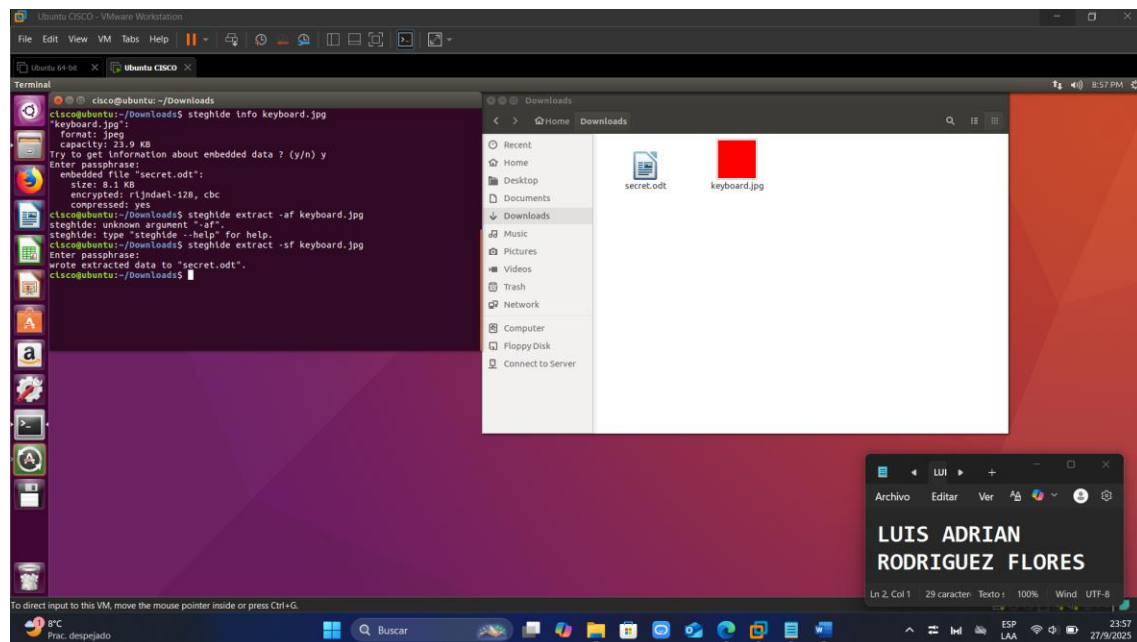 Ubuntu CISCO - VMware Workstation
File Edit View VM Tabs Help
Ubuntu 64-bit
Ubuntu CISCO
Terminal
8:57 PM
cisco@ubuntu: ~/Downloads
cisco@ubuntu:~/Downloads$ steghide info keyboard.jpg
"keyboard.jpg":
format: jpeg
capacity: 23.9 KB
Try to get information about embedded data ? (y/n) y
Enter passphrase:
embedded file "secret.odt":
size: 8.1 KB
encrypted: rijndael-128, cbc
compressed: yes
cisco@ubuntu:~/Downloads$ steghide extract -af keyboard.jpg
steghide: unknown argument "-af".
steghide: type "steghide --help" for help.
cisco@ubuntu:~/Downloads$ steghide extract -sf keyboard.jpg
Enter passphrase:
wrote extracted data to "secret.odt".
cisco@ubuntu:~/Downloads$
Downloads
Home Downloads
Recent
Home
Desktop
Documents
Downloads
Music
Pictures
Videos
Trash
Network
Computer
Floppy Disk
Connect to Server
secret.odt
keyboard.jpg
LUI
Archivo Editar Ver
LUIS ADRIAN
RODRIGUEZ FLORES
Ln 2, Col 1 29 caracter Texto 100% Wind UTF-8
To direct input to this VM, move the mouse pointer inside or press Ctrl+G.
1
8°C
Prac. despejado
Buscar
ESP
LAA
23:57